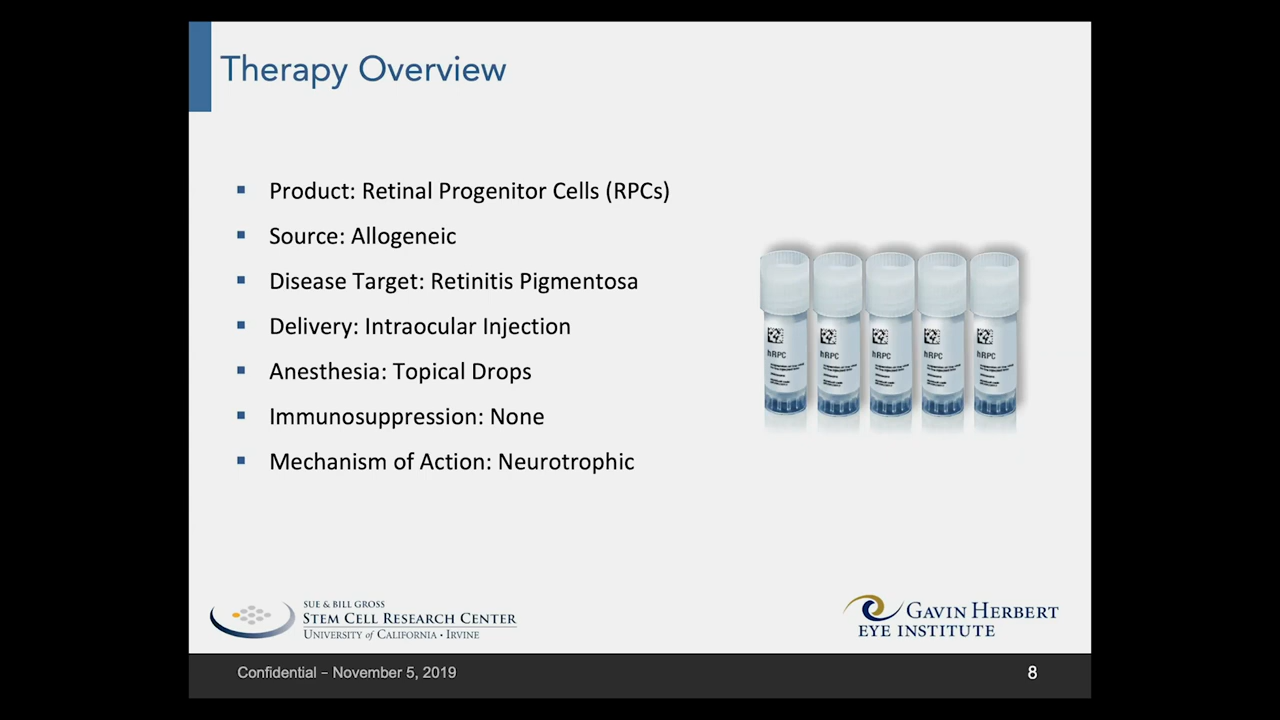 Therapy Overview
Product: Retinal Progenitor Cells (RPCs)
Source: Allogeneic
Disease Target: Retinitis Pigmentosa
Delivery: Intraocular Injection
Anesthesia: Topical Drops
Immunosuppression: None
Mechanism of Action: Neurotrophic
hRPC
hRPC
hRPC
hRPC
hRPC
SUE & BILL GROSS
STEM CELL RESEARCH CENTER
UNIVERSITY of CALIFORNIA • IRVINE
GAVIN HERBERT
EYE INSTITUTE
Confidential – November 5, 2019
8